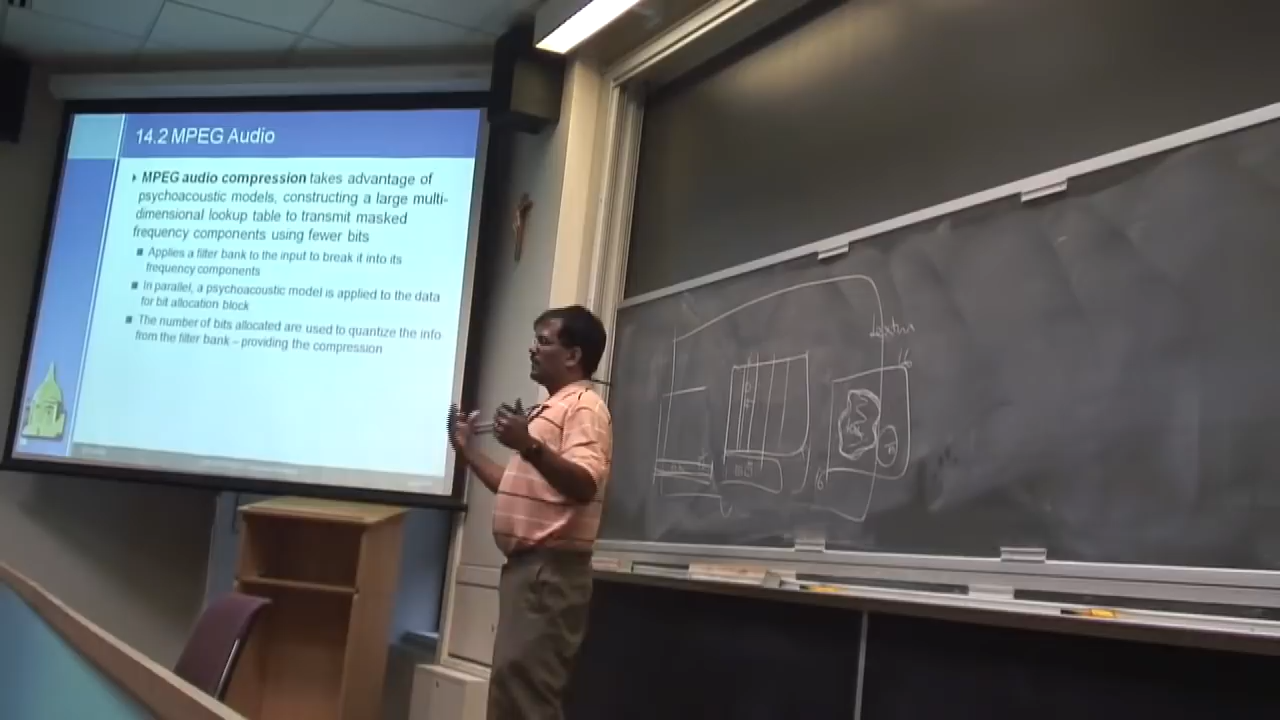 14.2 MPEG Audio
MPEG audio compression takes advantage of
psychoacoustic models, constructing a large multi-
dimensional lookup table to transmit masked
frequency components using fewer bits
Applies a filter bank to the input to break it into its
frequency components
In parallel, a psychoacoustic model is applied to the data
for bit allocation block
The number of bits allocated are used to quantize the info
from the filter bank – providing the compression
16